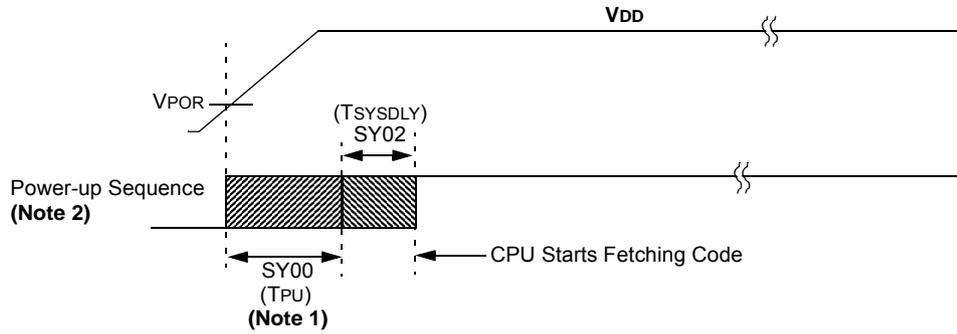 VDD
VPOR
(TSYSDLY)
SY02
Power-up Sequence
(Note 2)
CPU Starts Fetching Code
SY00
(TPU)
(Note 1)